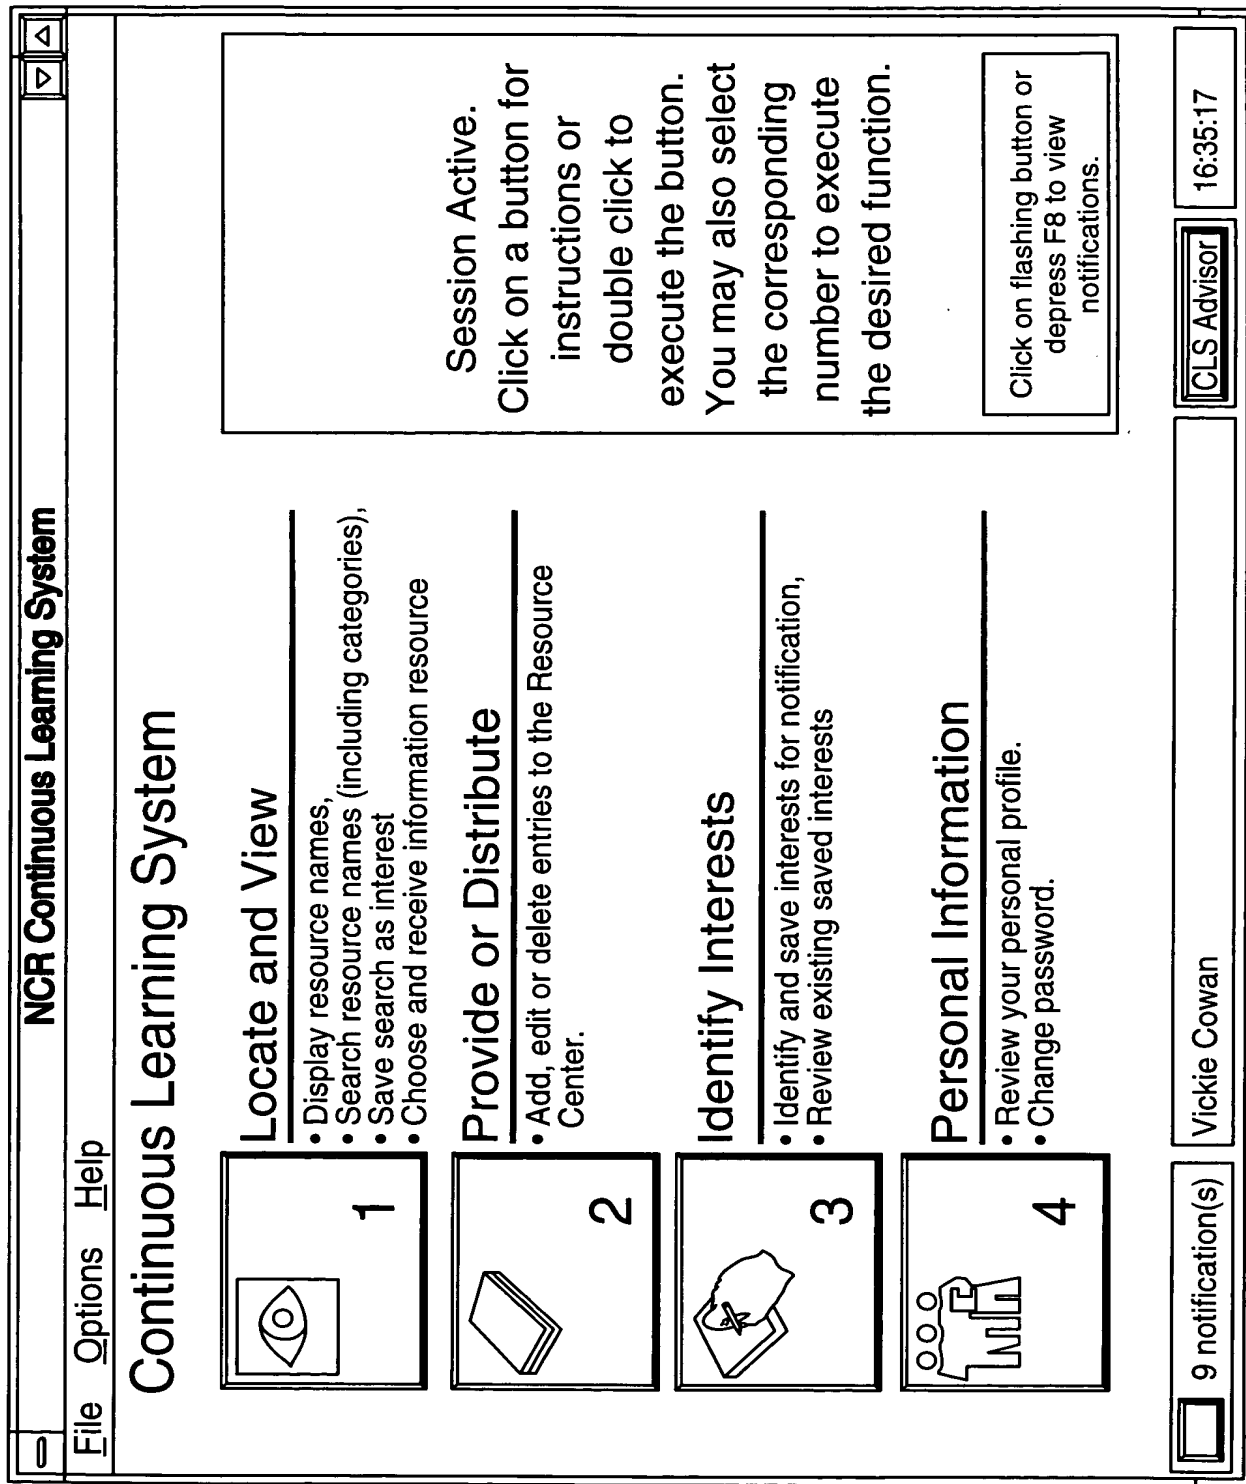 NCR Continuous Learning System
File Options Help
Continuous Learning System
1
Locate and View
• Display resource names,
• Search resource names (including categories),
• Save search as interest
• Choose and receive information resource
2
Provide or Distribute
• Add, edit or delete entries to the Resource
Center.
3
Identify Interests
• Identify and save interests for notification,
• Review existing saved interests
4
Personal Information
• Review your personal profile.
• Change password.
Session Active.
Click on a button for
instructions or
double click to
execute the button.
You may also select
the corresponding
number to execute
the desired function.
Click on flashing button or
depress F8 to view
notifications.
9 notification(s)
Vickie Cowan
CLS Advisor
16:35:17